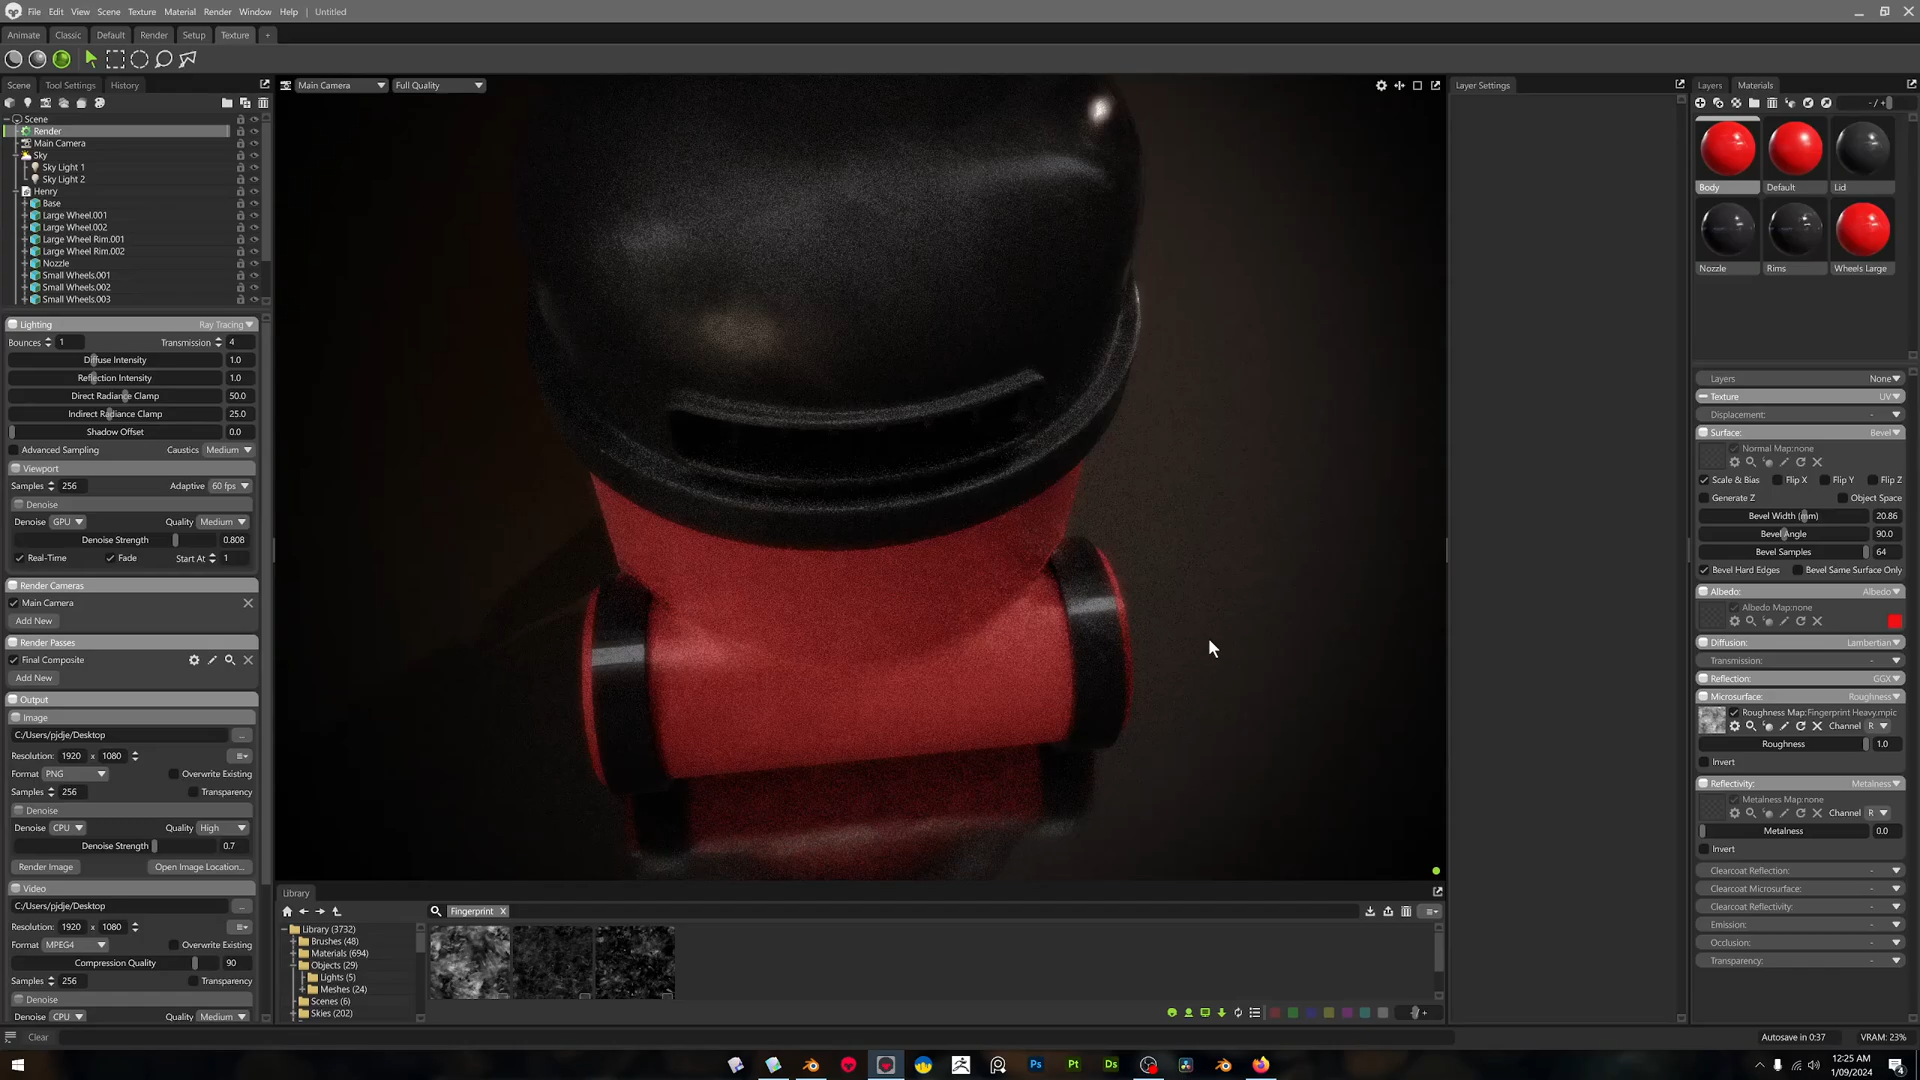 File Edit View Scene Texture Material Render Window Help Untitled
Animate Classic Default Render Setup Texture +
Scene Tool Settings History
Main Camera Full Quality
Layer Settings
Layers Materials
Scene
Render
Main Camera
Sky
Sky Light 1
Sky Light 2
Henry
Base
Large Wheel.001
Large Wheel.002
Large Wheel Rim.001
Large Wheel Rim.002
Nozzle
Small Wheels.001
Small Wheels.002
Small Wheels.003
Lighting Ray Tracing
Bounces 1 Transmission 4
Diffuse Intensity 1.0
Reflection Intensity 1.0
Direct Radiance Clamp 50.0
Indirect Radiance Clamp 25.0
Shadow Offset 0.0
Advanced Sampling Caustics Medium
Viewport
Samples 256 Adaptive 60 fps
Denoise
Denoise GPU Quality Medium
Denoise Strength 0.808
Real-Time Fade Start At 1
Render Cameras
Main Camera
Add New
Render Passes
Final Composite
Add New
Output
Image
C:/Users/pjdje/Desktop ...
Resolution: 1920 x 1080
Format PNG Overwrite Existing
Samples 256 Transparency
Denoise
Denoise CPU Quality High
Denoise Strength 0.7
Render Image Open Image Location...
Video
C:/Users/pjdje/Desktop ...
Resolution: 1920 x 1080
Format MPEG4 Overwrite Existing
Compression Quality 90
Samples 256 Transparency
Denoise
Denoise CPU Quality Medium
Clear
Library
Fingerprint X
Library (3732)
Brushes (48)
Materials (694)
Objects (29)
Lights (5)
Meshes (24)
Scenes (6)
Skies (202)
Body Default Lid
Nozzle Rims Wheels Large
Layers None
Texture UV
Displacement: -
Surface: Bevel
Normal Map:none
Scale & Bias Flip X Flip Y Flip Z
Generate Z Object Space
Bevel Width (mm) 20.86
Bevel Angle 90.0
Bevel Samples 64
Bevel Hard Edges Bevel Same Surface Only
Albedo: Albedo
Albedo Map:none
Diffusion: Lambertian
Transmission: -
Reflection: GGX
Microsurface: Roughness
Roughness Map:Fingerprint Heavy.mpic
Channel R
Roughness 1.0
Invert
Reflectivity: Metalness
Metalness Map:none
Channel R
Metalness 0.0
Invert
Clearcoat Reflection: -
Clearcoat Microsurface: -
Clearcoat Reflectivity: -
Emission: -
Occlusion: -
Transparency: -
Autosave in 0:37 VRAM: 23%
Ps Pt Ds
12:25 AM
1/09/2024
4